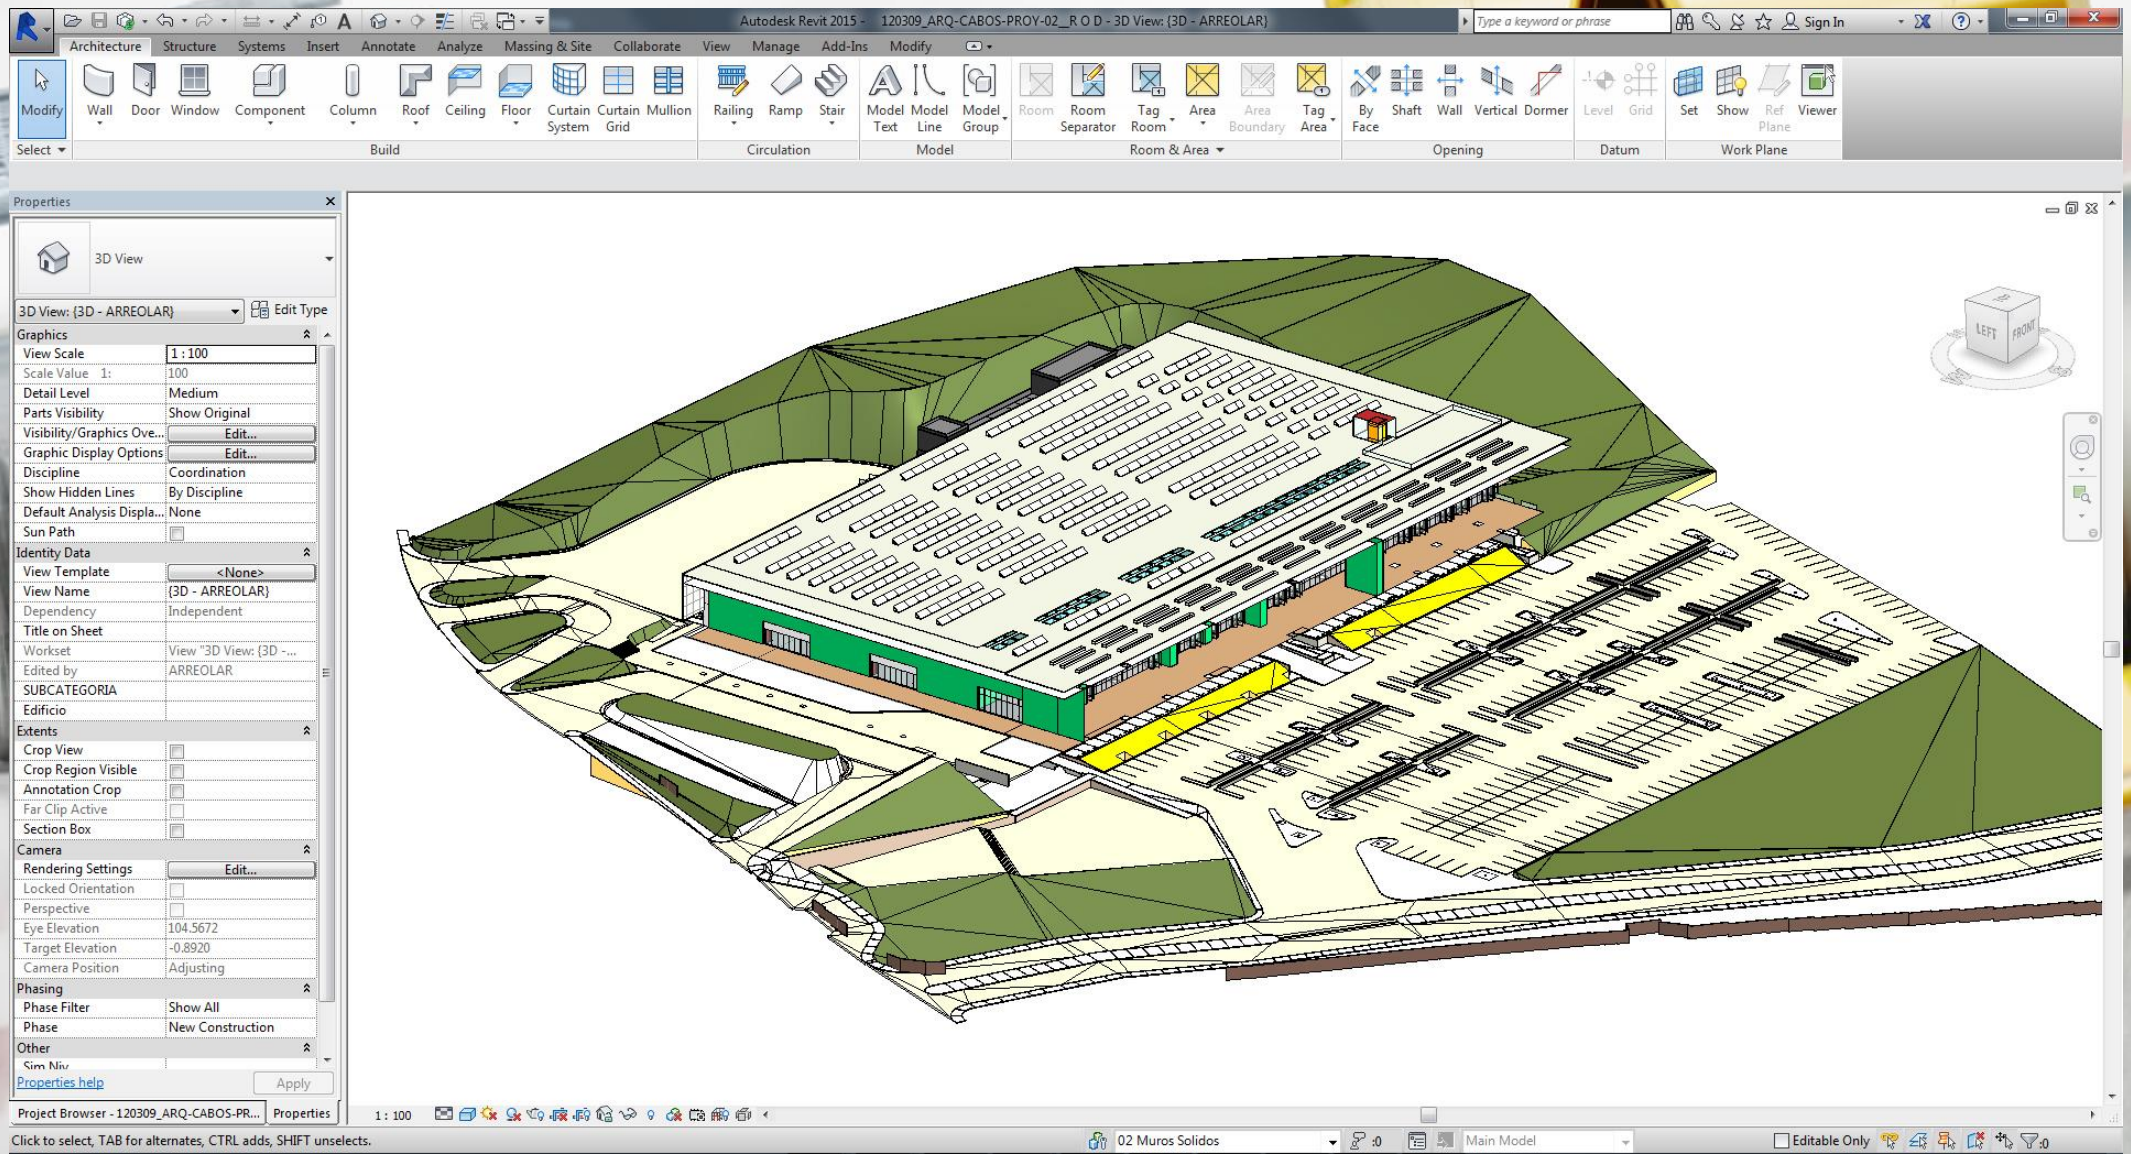 Autodesk Revit 2015 - 120309_ARQ-CABOS-PROY-02__R O D - 3D View: {3D - ARREOLAR}
Type a keyword or phrase
Sign In
Architecture Structure Systems Insert Annotate Analyze Massing & Site Collaborate View Manage Add-Ins Modify
Modify Wall Door Window Component Column Roof Ceiling Floor Curtain System Curtain Grid Mullion Railing Ramp Stair Model Text Model Line Model Group Room Room Separator Tag Room Area Area Boundary Tag Area By Face Shaft Wall Vertical Dormer Level Grid Set Show Ref Plane Viewer
Select Build Circulation Model Room & Area Opening Datum Work Plane
Properties
3D View
3D View: {3D - ARREOLAR} Edit Type
Graphics
View Scale 1 : 100
Scale Value 1: 100
Detail Level Medium
Parts Visibility Show Original
Visibility/Graphics Ove... Edit...
Graphic Display Options Edit...
Discipline Coordination
Show Hidden Lines By Discipline
Default Analysis Displa... None
Sun Path
Identity Data
View Template <None>
View Name {3D - ARREOLAR}
Dependency Independent
Title on Sheet
Workset View "3D View: {3D -...
Edited by ARREOLAR
SUBCATEGORIA
Edificio
Extents
Crop View
Crop Region Visible
Annotation Crop
Far Clip Active
Section Box
Camera
Rendering Settings Edit...
Locked Orientation
Perspective
Eye Elevation 104.5672
Target Elevation -0.8920
Camera Position Adjusting
Phasing
Phase Filter Show All
Phase New Construction
Other
Sim Niv
Properties help Apply
Project Browser - 120309_ARQ-CABOS-PR... Properties
LEFT FRONT
1 : 100
Click to select, TAB for alternates, CTRL adds, SHIFT unselects.
02 Muros Solidos :0 Main Model Editable Only :0